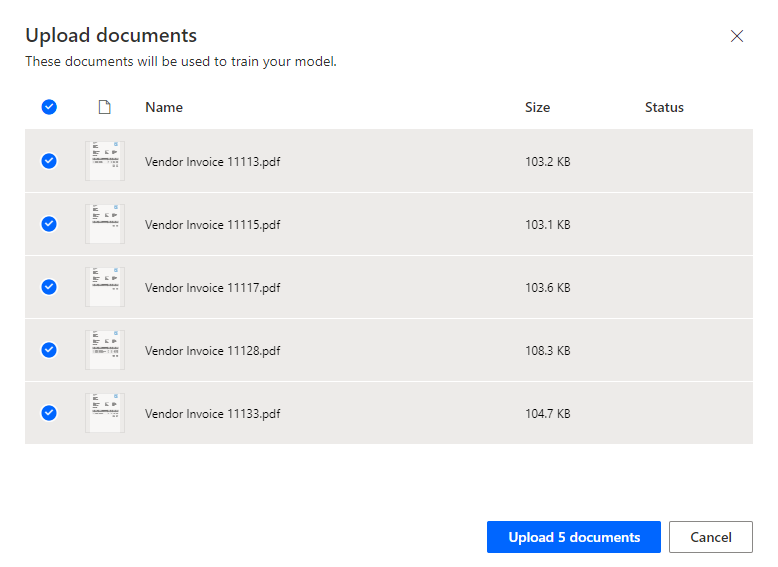 Upload documents
These documents will be used to train your model.
Name Size Status
Vendor Invoice 11113.pdf 103.2 KB
Vendor Invoice 11115.pdf 103.1 KB
Vendor Invoice 11117.pdf 103.6 KB
Vendor Invoice 11128.pdf 108.3 KB
Vendor Invoice 11133.pdf 104.7 KB
Upload 5 documents Cancel